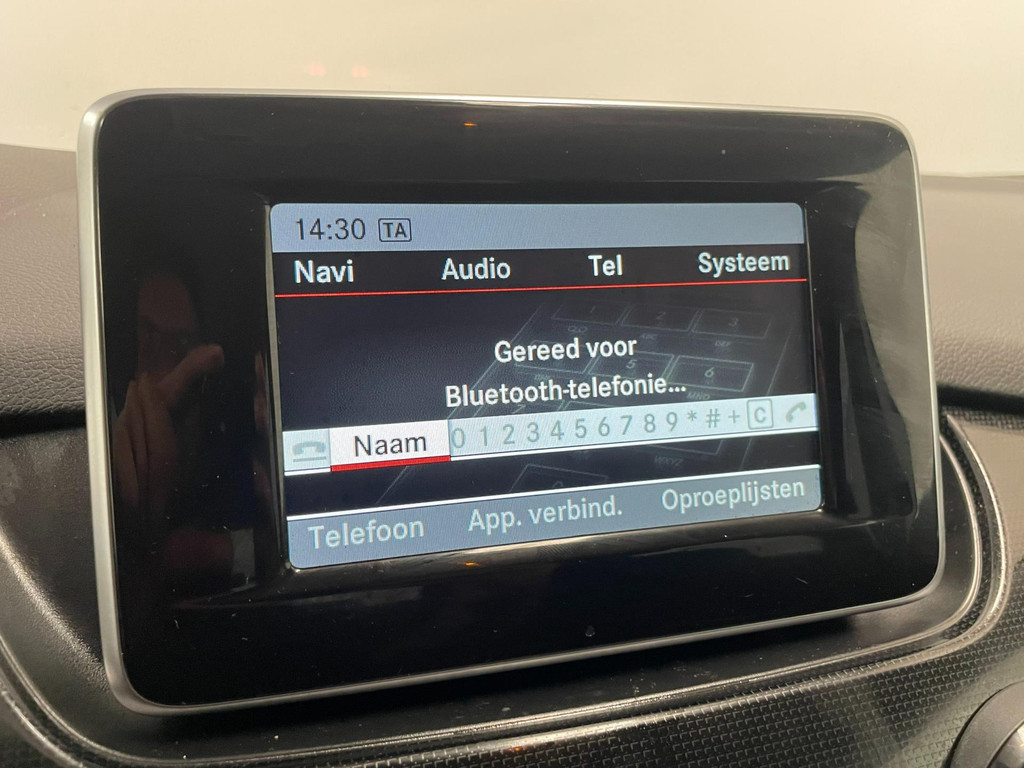 14:30 TA
Navi Audio Tel Systeem
Gereed voor
Bluetooth-telefonie...
Naam 0 1 2 3 4 5 6 7 8 9 * # + C
Telefoon App. verbind. Oproeplijsten